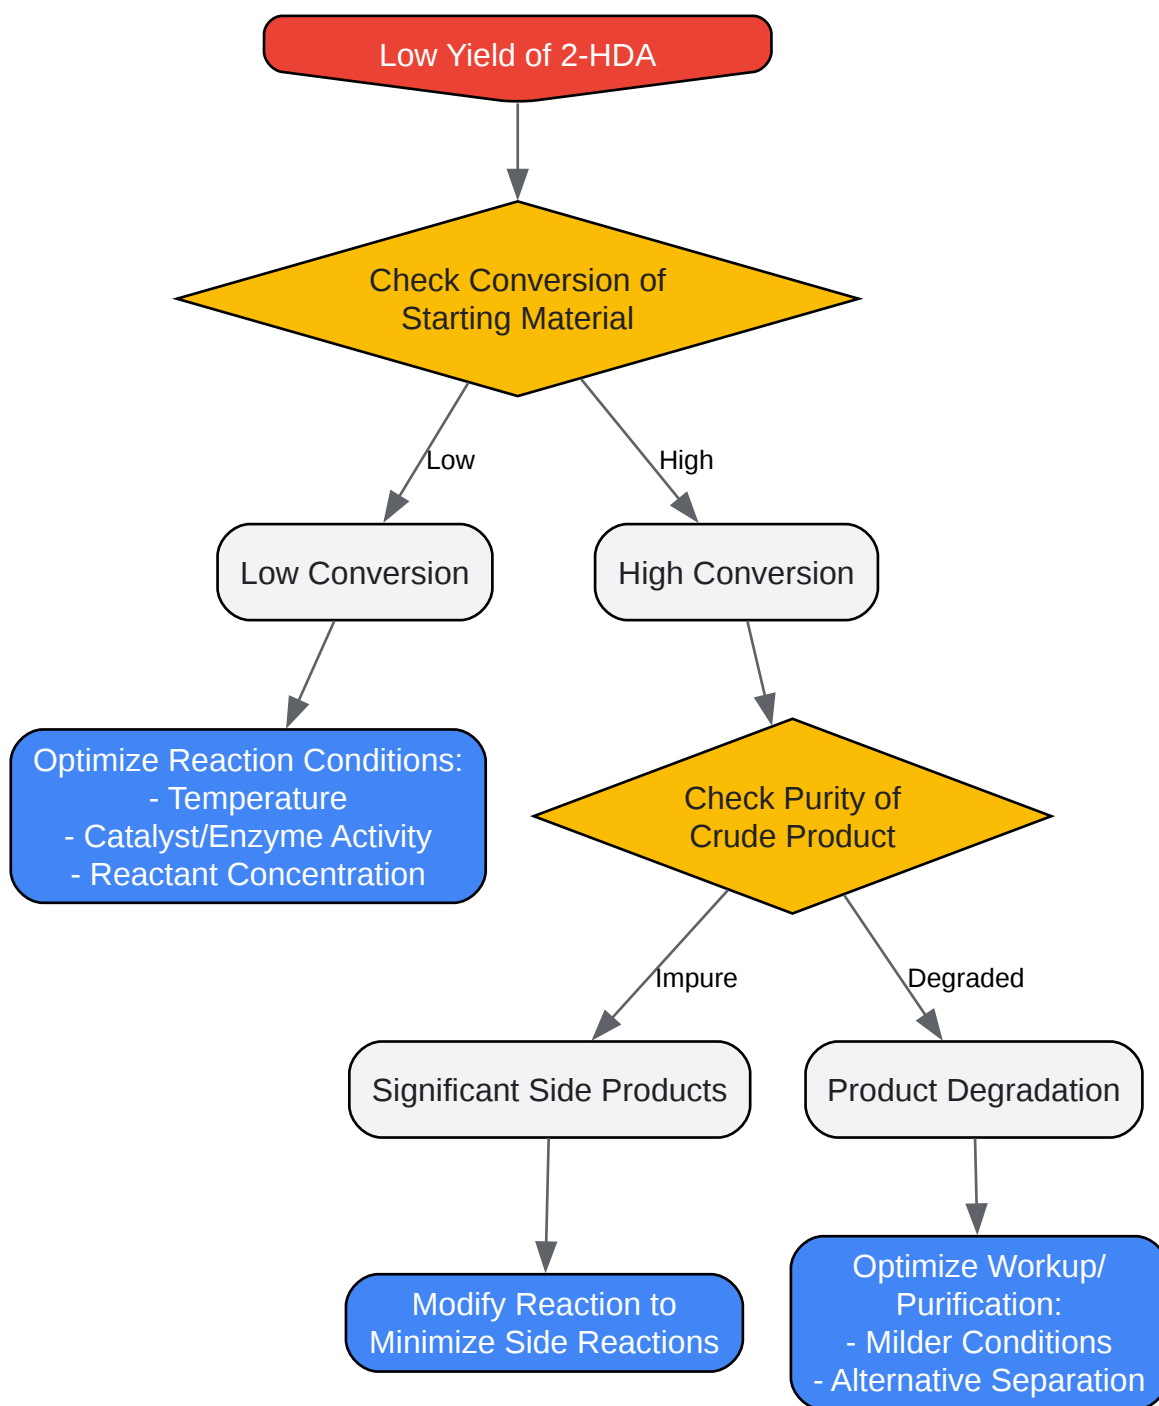 Low Yield of 2-HDA
Check Conversion of
Starting Material
Low
High
Low Conversion
High Conversion
Optimize Reaction Conditions:
- Temperature
- Catalyst/Enzyme Activity
- Reactant Concentration
Check Purity of
Crude Product
Impure
Degraded
Significant Side Products
Product Degradation
Modify Reaction to
Minimize Side Reactions
Optimize Workup/
Purification:
- Milder Conditions
- Alternative Separation